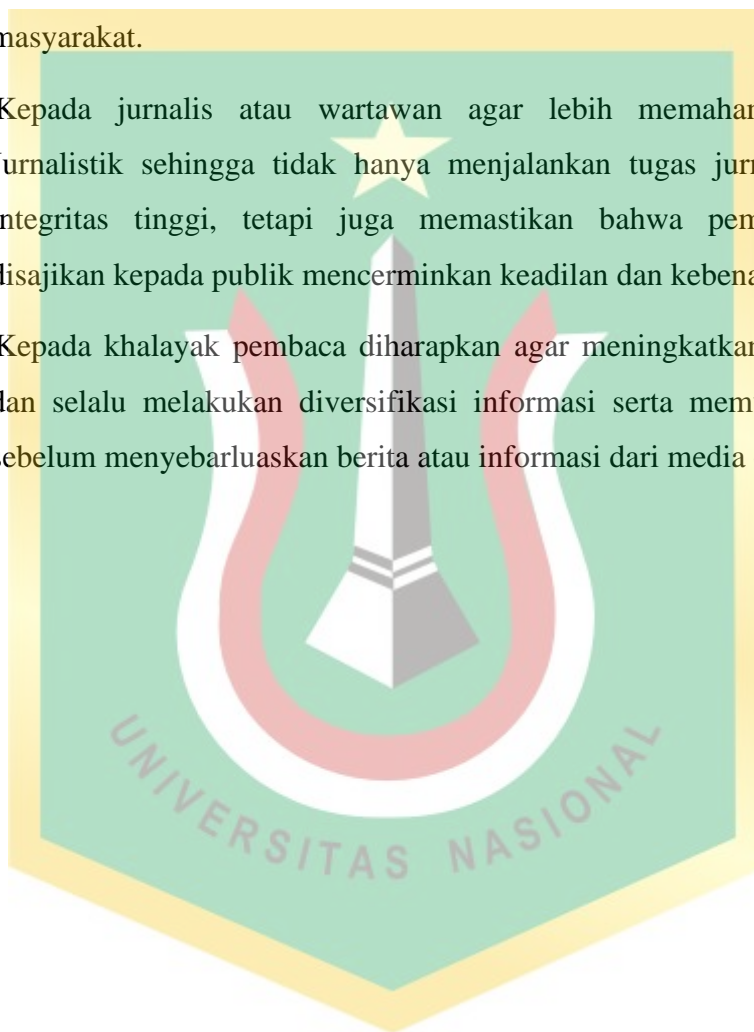 masyarakat.
Kepada jurnalis atau wartawan agar lebih memahar
Jurnalistik sehingga tidak hanya menjalankan tugas jur
integritas tinggi, tetapi juga memastikan bahwa pem
disajikan kepada publik mencerminkan keadilan dan kebena
Kepada khalayak pembaca diharapkan agar meningkatkan
dan selalu melakukan diversifikasi informasi serta mem
sebelum menyebarluaskan berita atau informasi dari media
UNIVERSITAS NASIONAL